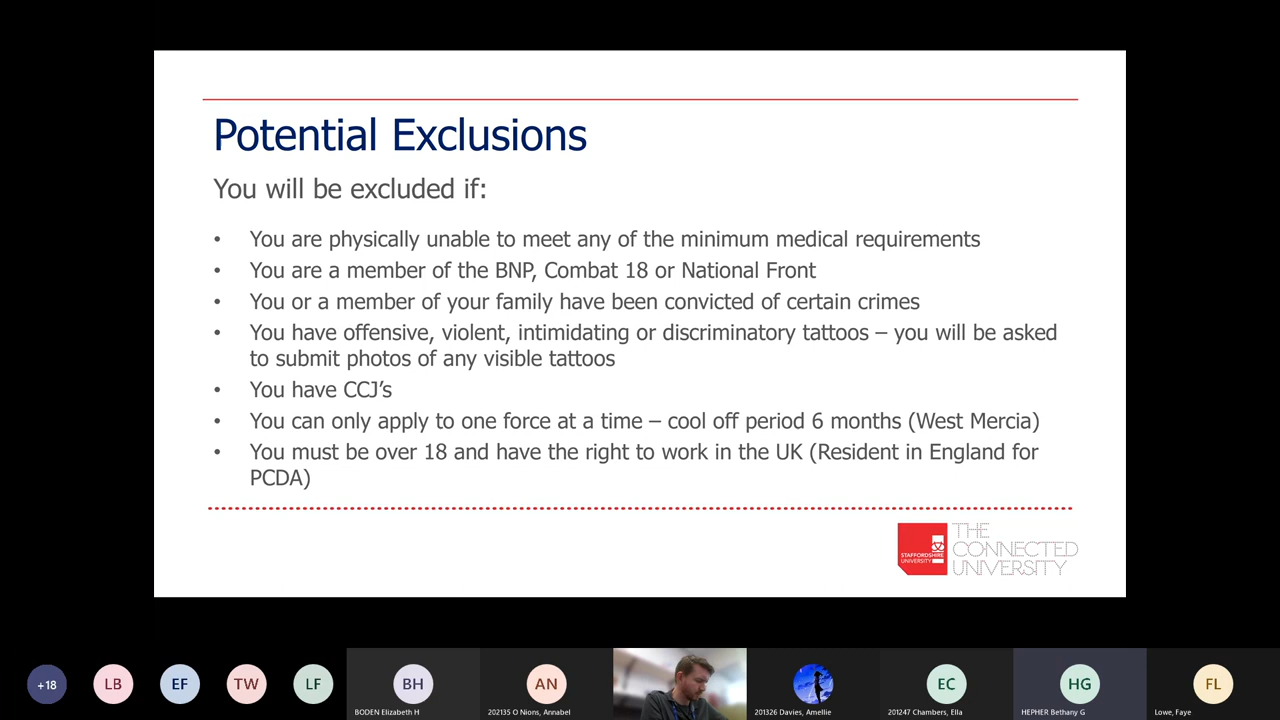 Potential Exclusions
You will be excluded if:
• You are physically unable to meet any of the minimum medical requirements
• You are a member of the BNP, Combat 18 or National Front
• You or a member of your family have been convicted of certain crimes
• You have offensive, violent, intimidating or discriminatory tattoos – you will be asked
to submit photos of any visible tattoos
• You have CCJ’s
• You can only apply to one force at a time – cool off period 6 months (West Mercia)
• You must be over 18 and have the right to work in the UK (Resident in England for
PCDA)
STAFFORDSHIRE
UNIVERSITY
THE
CONNECTED
UNIVERSITY
+18
LB
EF
TW
LF
BH
AN
EC
HG
FL
BODEN Elizabeth H
202135 O Nions, Annabel
201326 Davies, Amellie
201247 Chambers, Ella
HEPHER Bethany G
Lowe, Faye